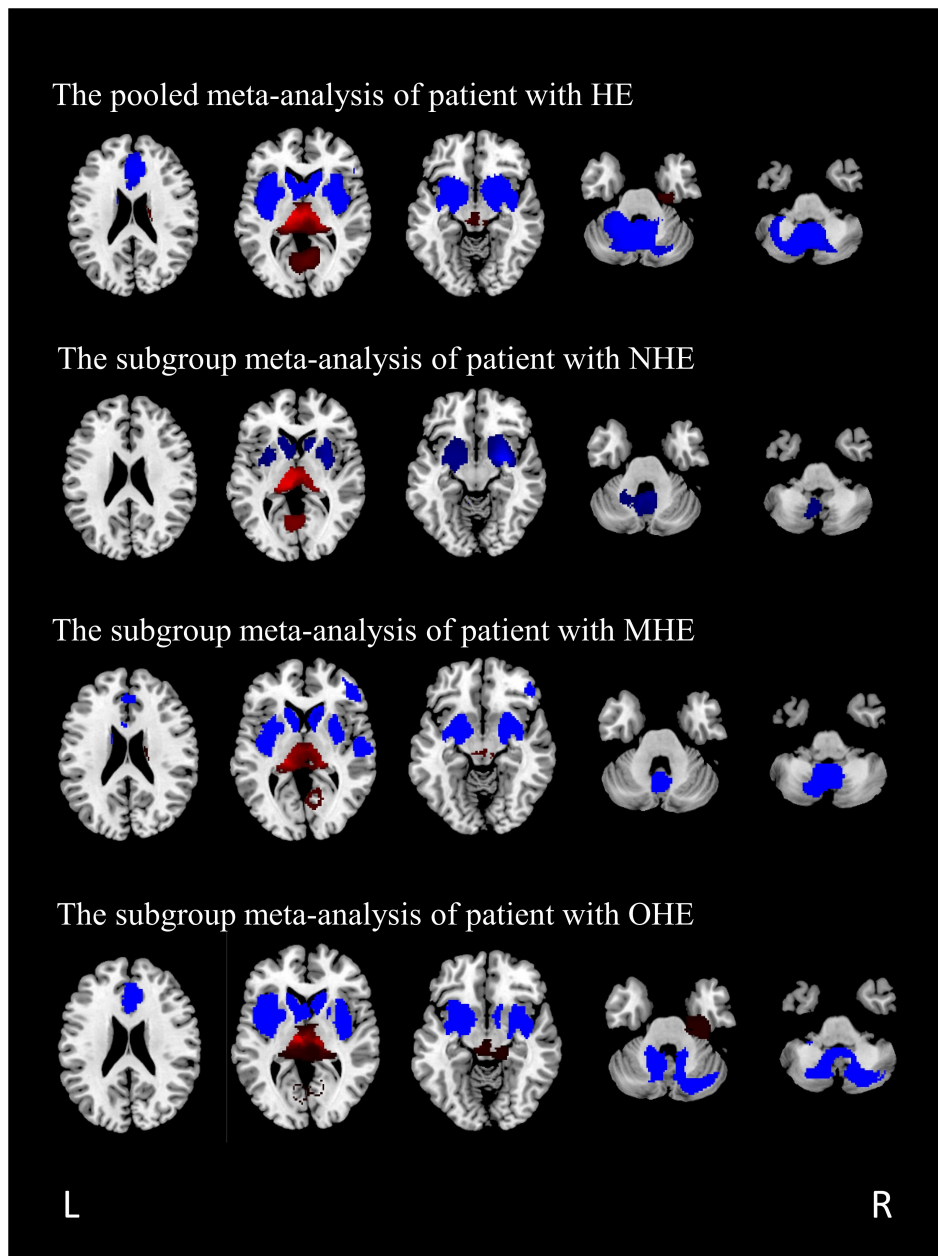 The pooled meta-analysis of patient with HE
The subgroup meta-analysis of patient with NHE
The subgroup meta-analysis of patient with MHE
The subgroup meta-analysis of patient with OHE
L R